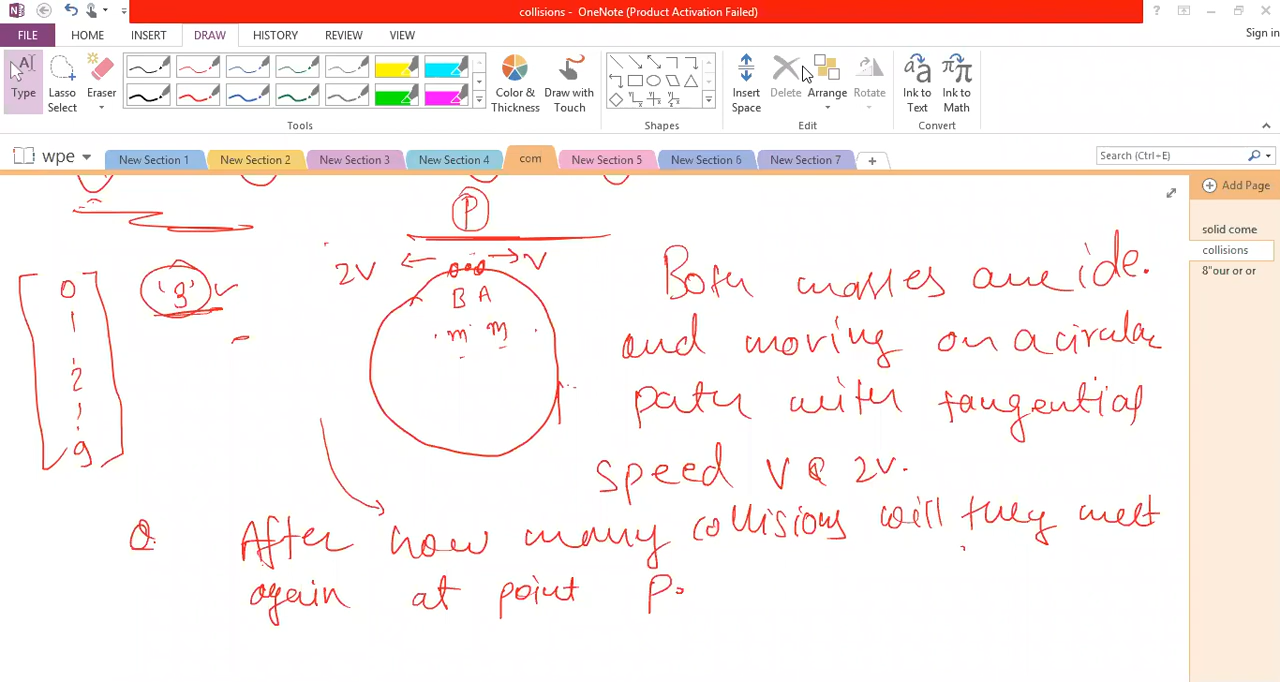 collisions - OneNote (Product Activation Failed)
FILE HOME INSERT DRAW HISTORY REVIEW VIEW Sign in
Type Lasso Select Eraser Color & Thickness Draw with Touch Insert Space Delete Arrange Rotate Ink to Text Ink to Math
Tools Shapes Edit Convert
wpe New Section 1 New Section 2 New Section 3 New Section 4 com New Section 5 New Section 6 New Section 7 Search (Ctrl+E)
Add Page
solid come
collisions
8"our or or
P
2V V
B A
m m
0
1
2
9
Both masses are ide.
and moving on a circular
path with tangential
speed V & 2V.
Q. After how many collisions will they meet
again at point P.